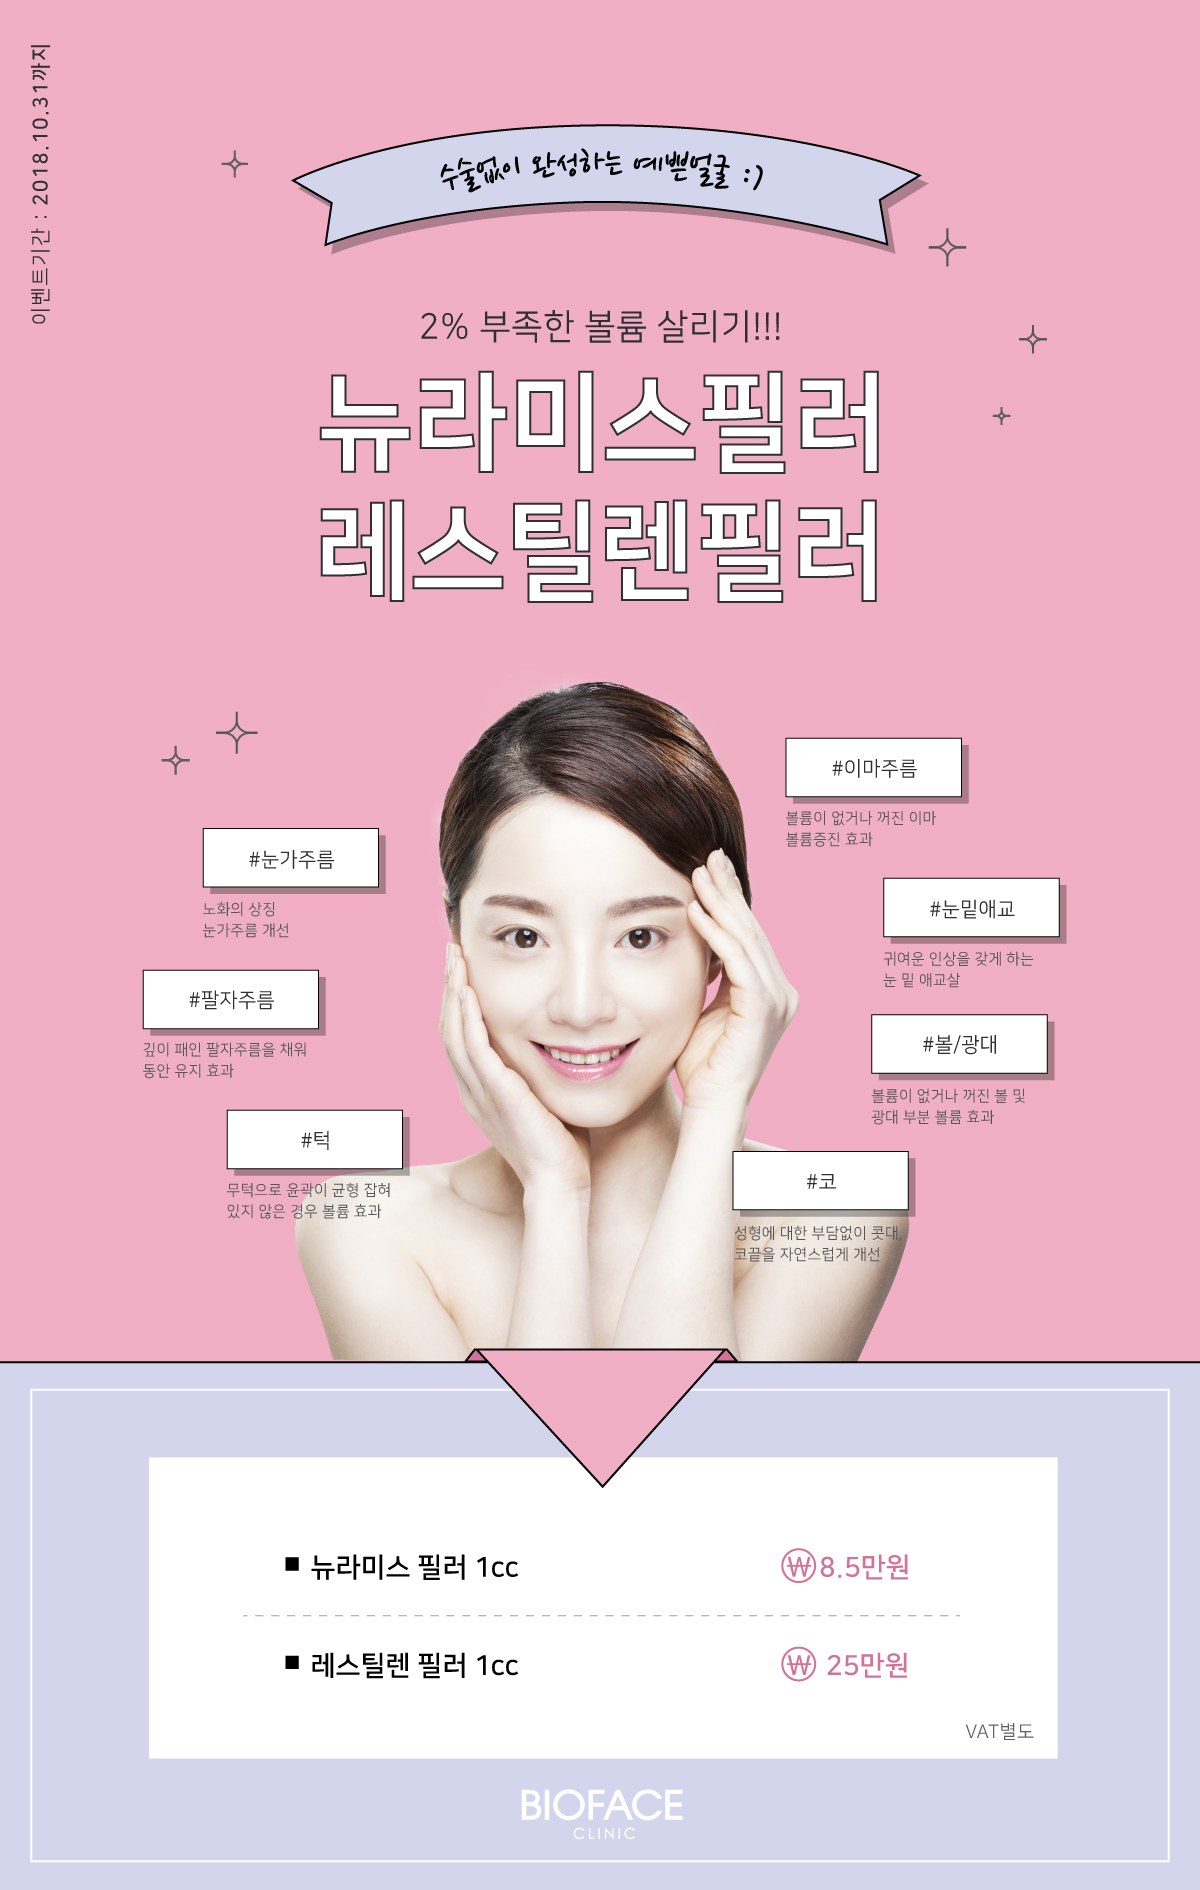 이벤트기간 : 2018.10.31까지
수술없이 완성하는 예쁜얼굴 :)
2% 부족한 볼륨 살리기!!!
뉴라미스필러
레스틸렌필러
#이마주름
볼륨이 없거나 꺼진 이마
볼륨증진 효과
#눈가주름
노화의 상징
눈가주름 개선
#눈밑애교
귀여운 인상을 갖게 하는
눈 밑 애교살
#팔자주름
깊이 패인 팔자주름을 채워
동안 유지 효과
#볼/광대
볼륨이 없거나 꺼진 볼 및
광대 부분 볼륨 효과
#턱
무턱으로 윤곽이 균형 잡혀
있지 않은 경우 볼륨 효과
#코
성형에 대한 부담없이 콧대,
코끝을 자연스럽게 개선
■ 뉴라미스 필러 1cc ₩8.5만원
■ 레스틸렌 필러 1cc ₩ 25만원
VAT별도
BIOFACE
CLINIC